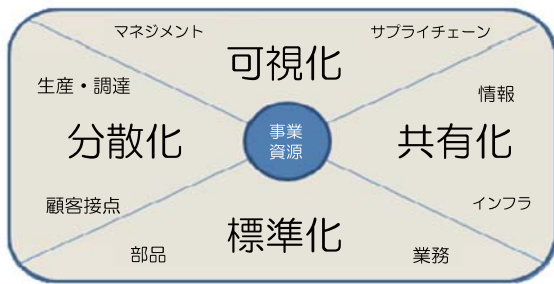 マネジメント
サプライチェーン
可視化
生産・調達
情報
分散化
事業
資源
共有化
顧客接点
インフラ
標準化
部品
業務